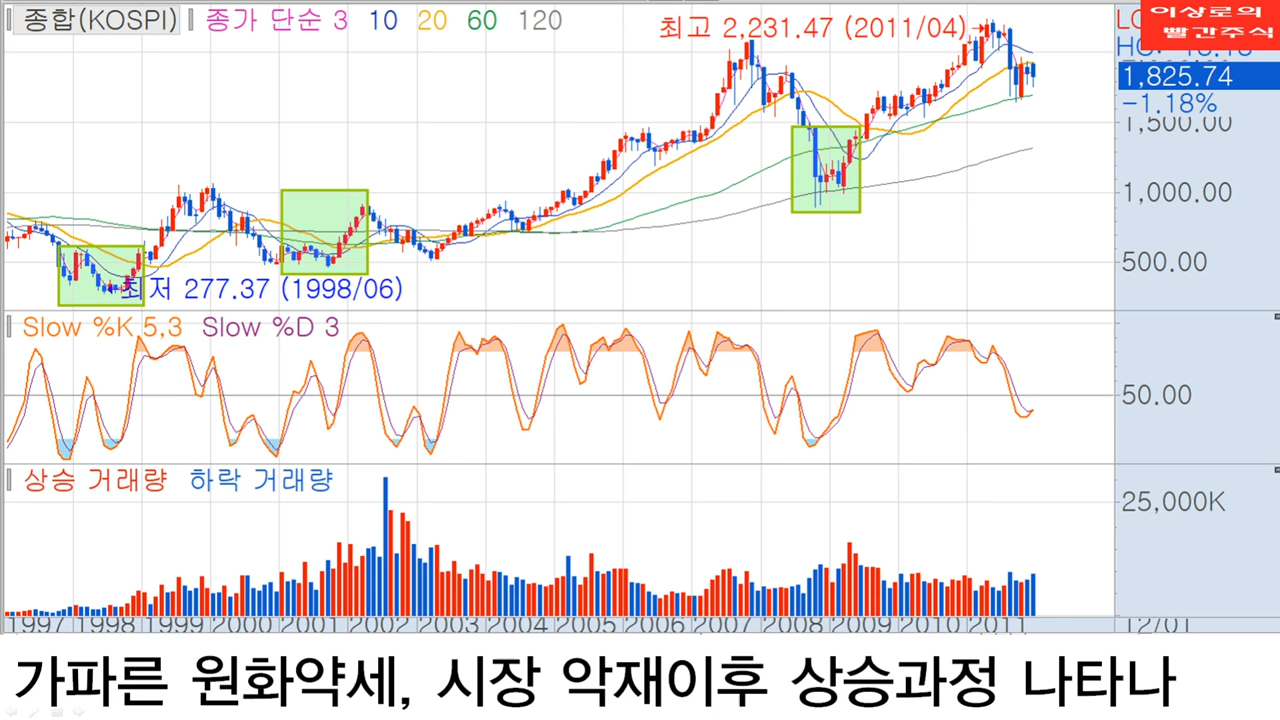 종합(KOSPI) 종가 단순 3 10 20 60 120
최고 2,231.47 (2011/04)
이상로의
빨간주식
1,825.74
-1.18%
1,500.00
1,000.00
500.00
최저 277.37 (1998/06)
Slow %K 5,3 Slow %D 3
50.00
상승 거래량 하락 거래량
25,000K
1997 1998 1999 2000 2001 2002 2003 2004 2005 2006 2007 2008 2009 2010 2011 12/01
가파른 원화약세, 시장 악재이후 상승과정 나타나